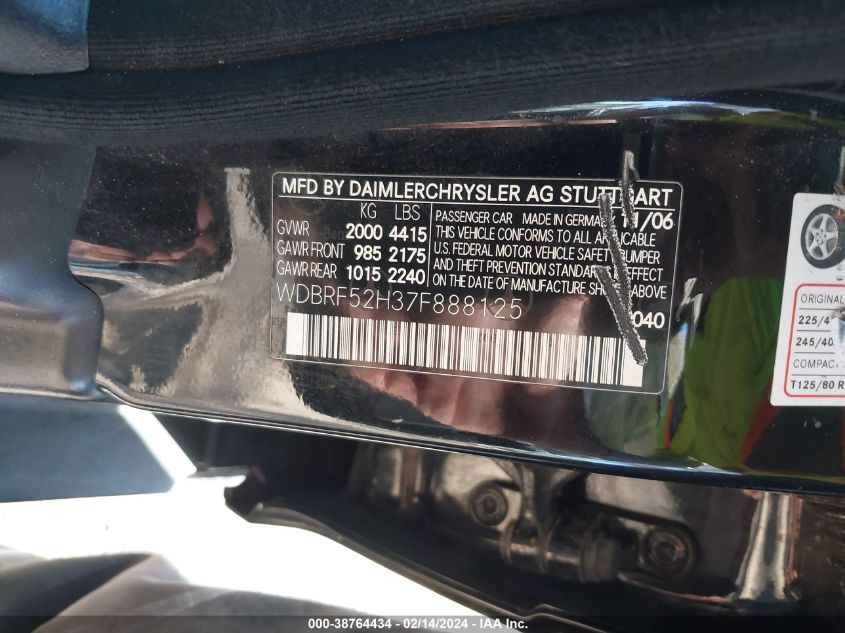 MFD BY DAIMLERCHRYSLER AG STUTTGART
KG LBS
GVWR 2000 4415
GAWR FRONT 985 2175
GAWR REAR 1015 2240
PASSENGER CAR MADE IN GERMANY 11/06
THIS VEHICLE CONFORMS TO ALL APPLICABLE
U.S. FEDERAL MOTOR VEHICLE SAFETY BUMPER
AND THEFT PREVENTION STANDARDS EFFECT
ON THE DATE OF MANUFACTURE SHOWN ABOVE
WDBRF52H37F888125
040
ORIGINAL
225/4
245/40
COMPAC
T125/80 R
000-38764434 - 02/14/2024 - IAAI Inc.